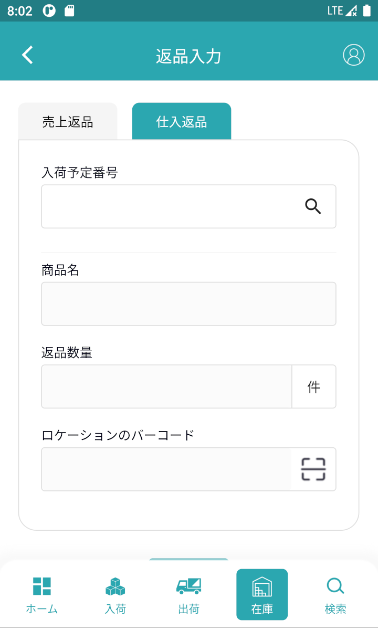 8:02
LTE
返品入力
売上返品
仕入返品
入荷予定番号
商品名
返品数量
件
ロケーションのバーコード
ホーム
入荷
出荷
在庫
検索